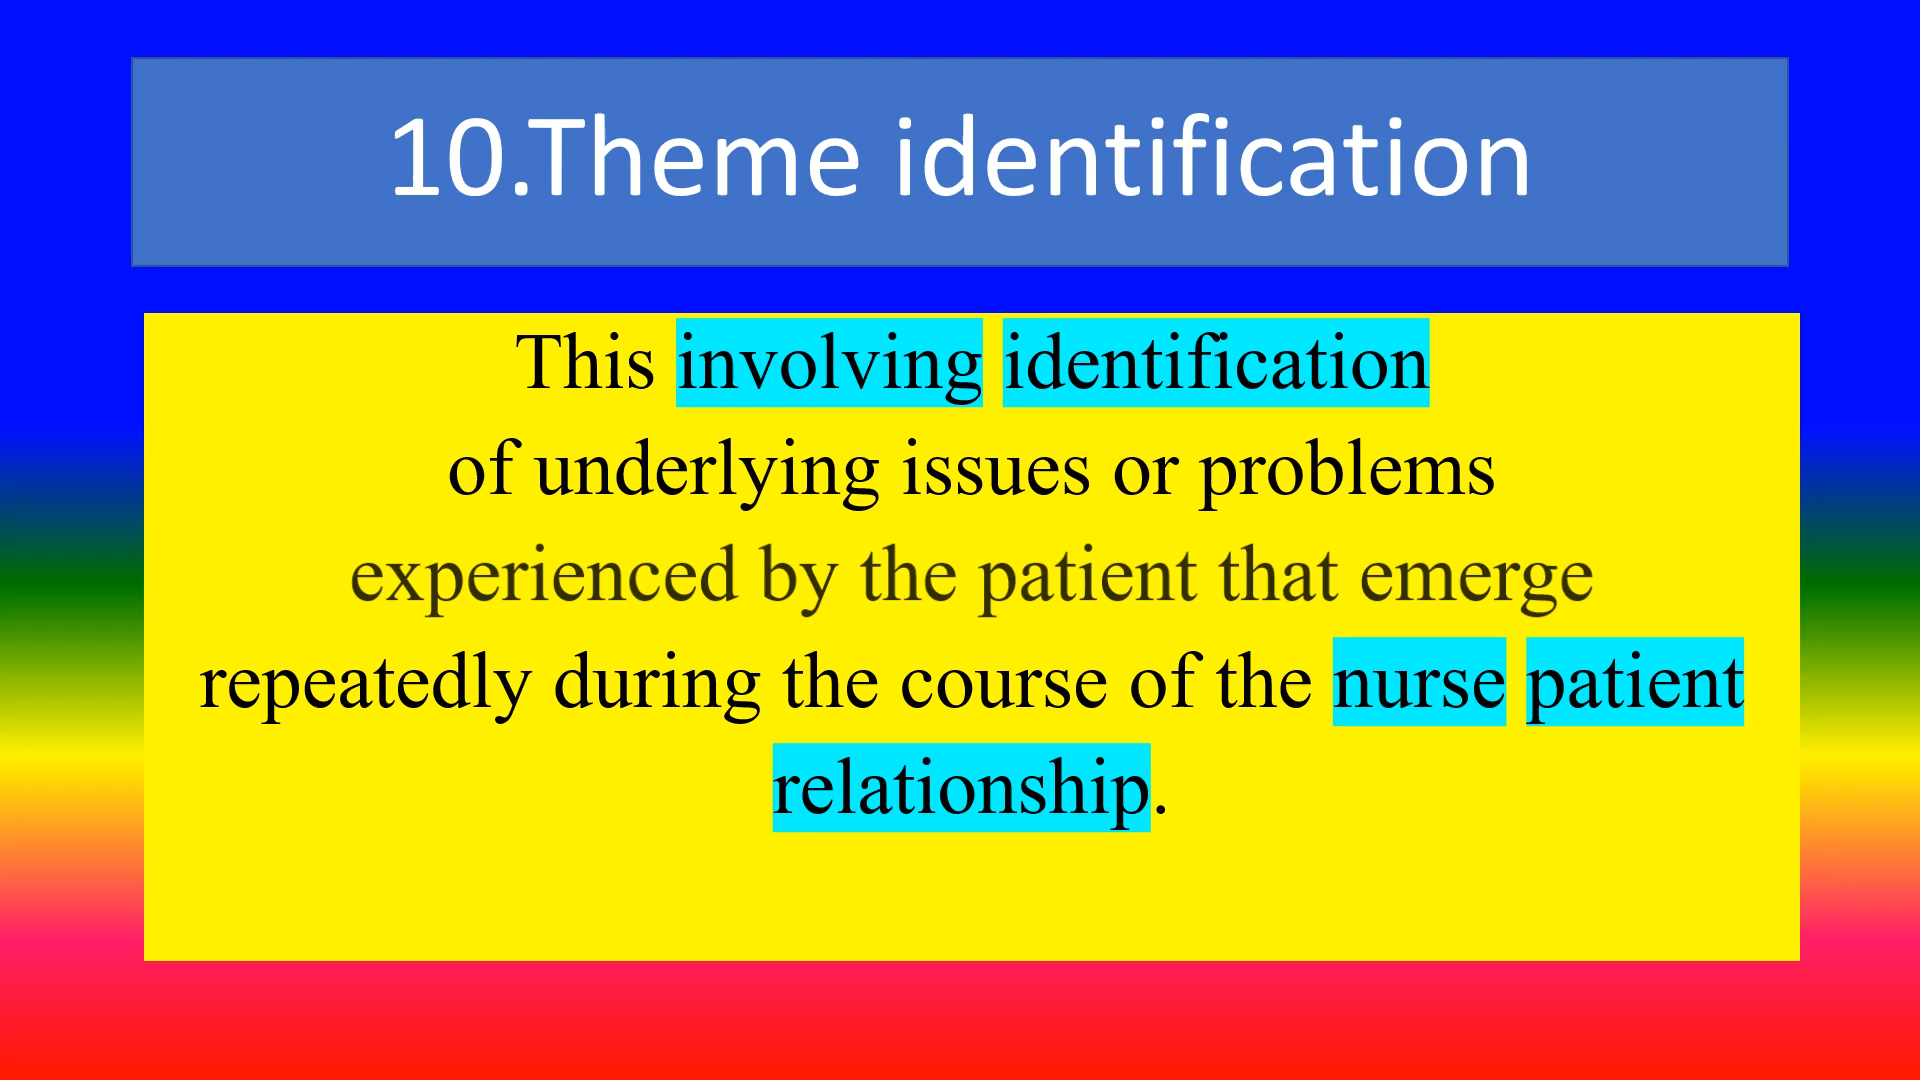 10.Theme identification
This involving identification
of underlying issues or problems
experienced by the patient that emerge
repeatedly during the course of the nurse patient
relationship.